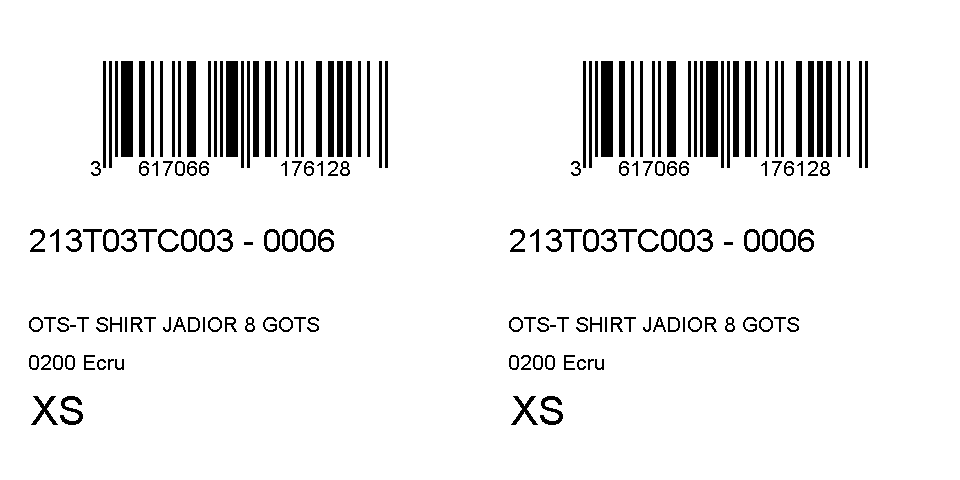 3 617066 176128
213T03TC003 - 0006
OTS-T SHIRT JADIOR 8 GOTS
0200 Ecru
XS
3 617066 176128
213T03TC003 - 0006
OTS-T SHIRT JADIOR 8 GOTS
0200 Ecru
XS